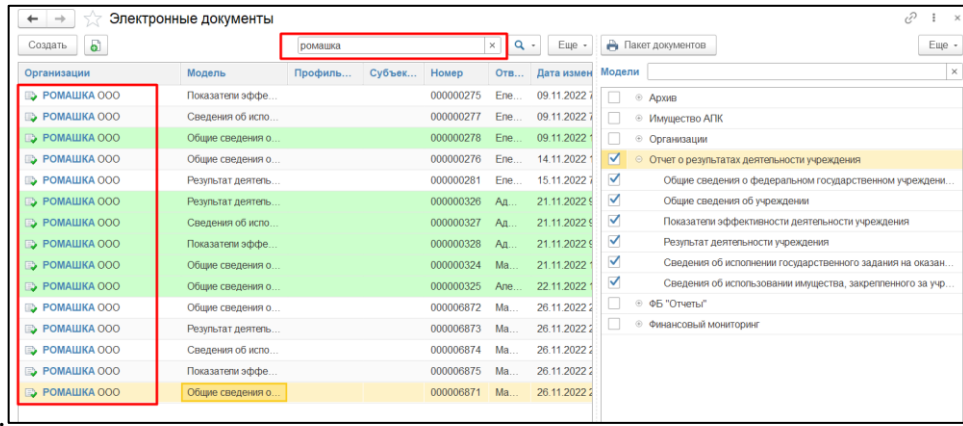 Электронные документы
Создать ромашка × Еще Пакет документов Еще
Организации Модель Профиль... Субъек... Номер Отв... Дата измен Модели
РОМАШКА ООО Показатели эффе... 000000275 Еле... 09.11.2022 Архив
РОМАШКА ООО Сведения об испо... 000000277 Еле... 09.11.2022 Имущество АПК
РОМАШКА ООО Общие сведения о... 000000278 Еле... 09.11.2022 Организации
РОМАШКА ООО Общие сведения о... 000000276 Еле... 14.11.2022 Отчет о результатах деятельности учреждения
РОМАШКА ООО Результат деятель... 000000281 Еле... 15.11.2022 Общие сведения о федеральном государственном учреждени...
РОМАШКА ООО Результат деятель... 000000326 Ад... 21.11.2022 Общие сведения об учреждении
РОМАШКА ООО Сведения об испо... 000000327 Ад... 21.11.2022 Показатели эффективности деятельности учреждения
РОМАШКА ООО Показатели эффе... 000000328 Ад... 21.11.2022 Результат деятельности учреждения
РОМАШКА ООО Общие сведения о... 000000324 Ма... 21.11.2022 Сведения об исполнении государственного задания на оказан...
РОМАШКА ООО Общие сведения о... 000000325 Але... 22.11.2022 Сведения об использовании имущества, закрепленного за учр...
РОМАШКА ООО Общие сведения о... 000006872 Ма... 26.11.2022 ФБ "Отчеты"
РОМАШКА ООО Результат деятель... 000006873 Ма... 26.11.2022 Финансовый мониторинг
РОМАШКА ООО Сведения об испо... 000006874 Ма... 26.11.2022
РОМАШКА ООО Показатели эффе... 000006875 Ма... 26.11.2022
РОМАШКА ООО Общие сведения о... 000006871 Ма... 26.11.2022